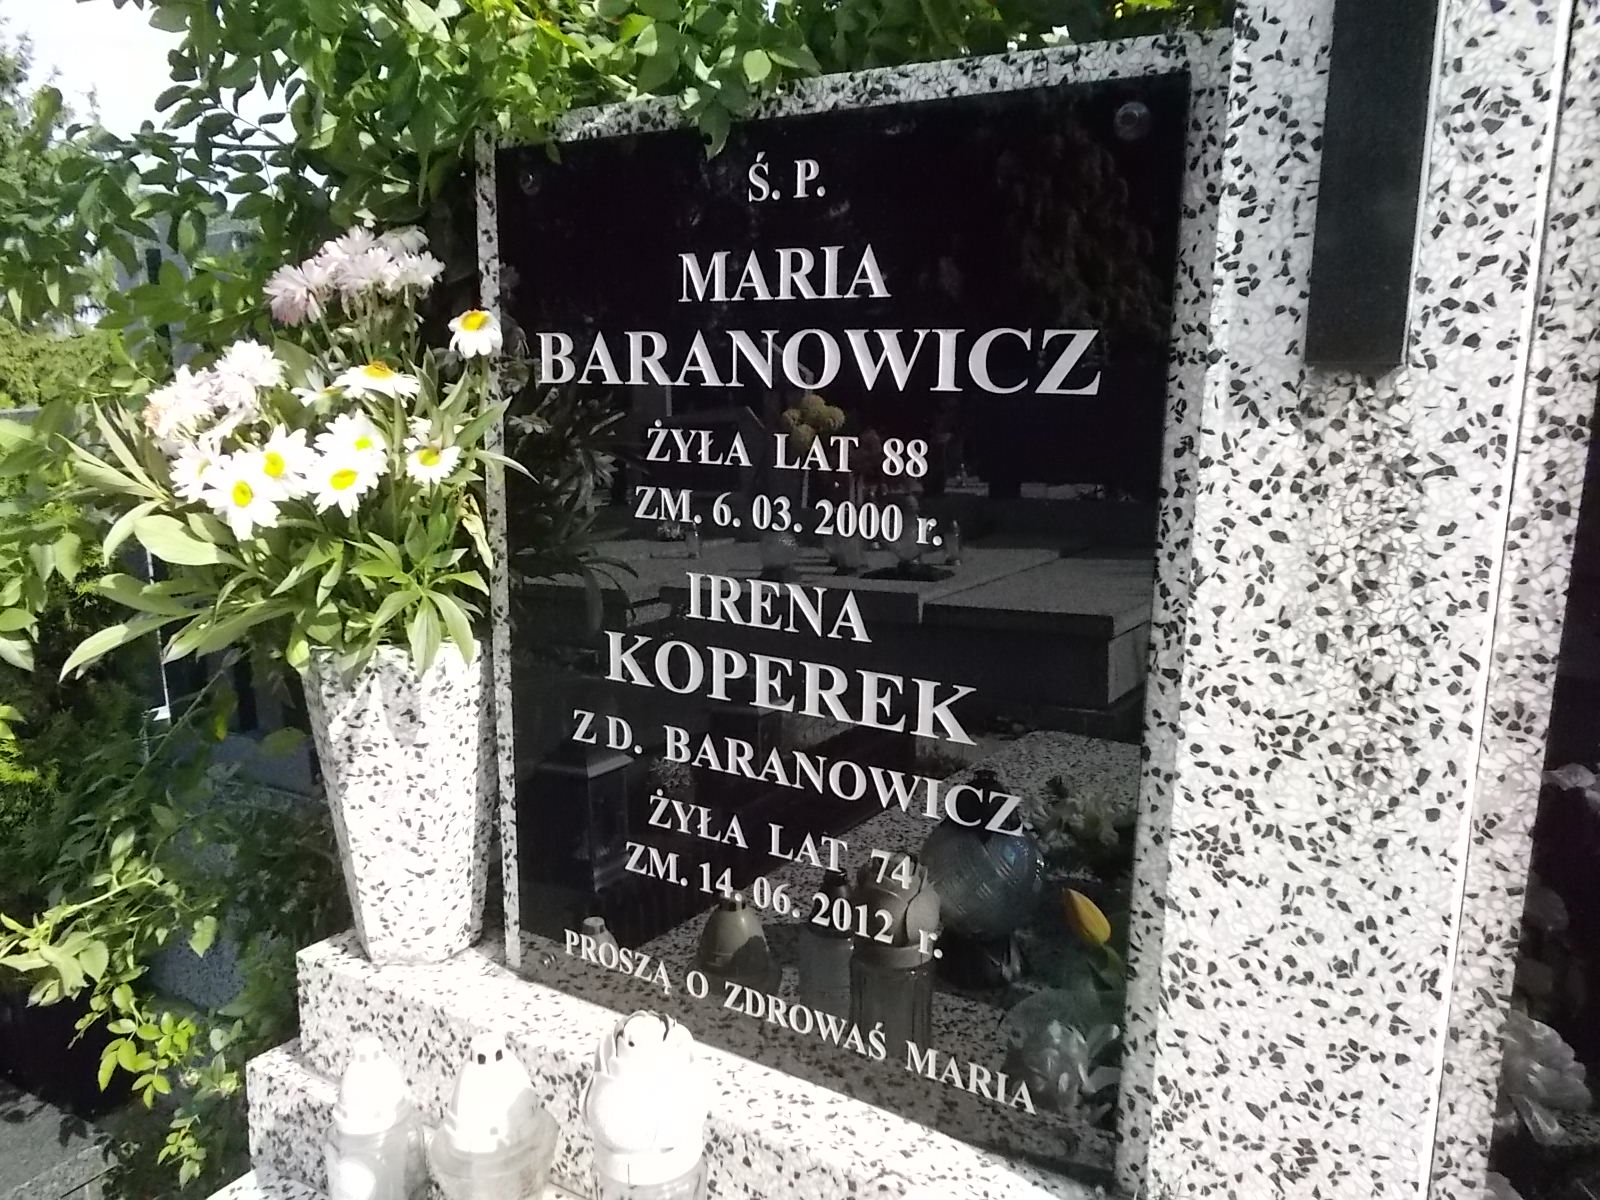 Ś. P.
MARIA
BARANOWICZ
ŻYŁA LAT 88
ZM. 6. 03. 2000 r.
IRENA
KOPEREK
Z D. BARANOWICZ
ŻYŁA LAT 74
ZM. 14. 06. 2012 r.
PROSZĄ O ZDROWAŚ MARIA